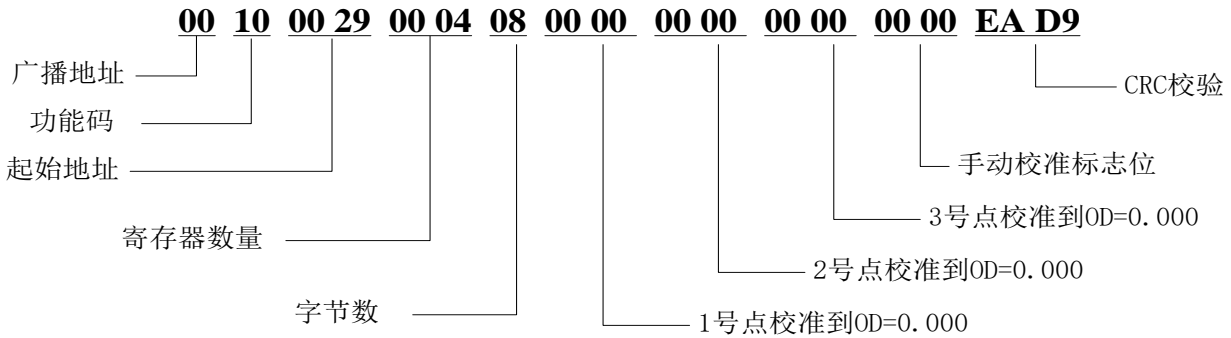 00 10 00 29 00 04 08 00 00 00 00 00 00 00 00 EA D9
广播地址
CRC校验
功能码
起始地址
手动校准标志位
3号点校准到OD=0.000
寄存器数量
2号点校准到OD=0.000
字节数
1号点校准到OD=0.000